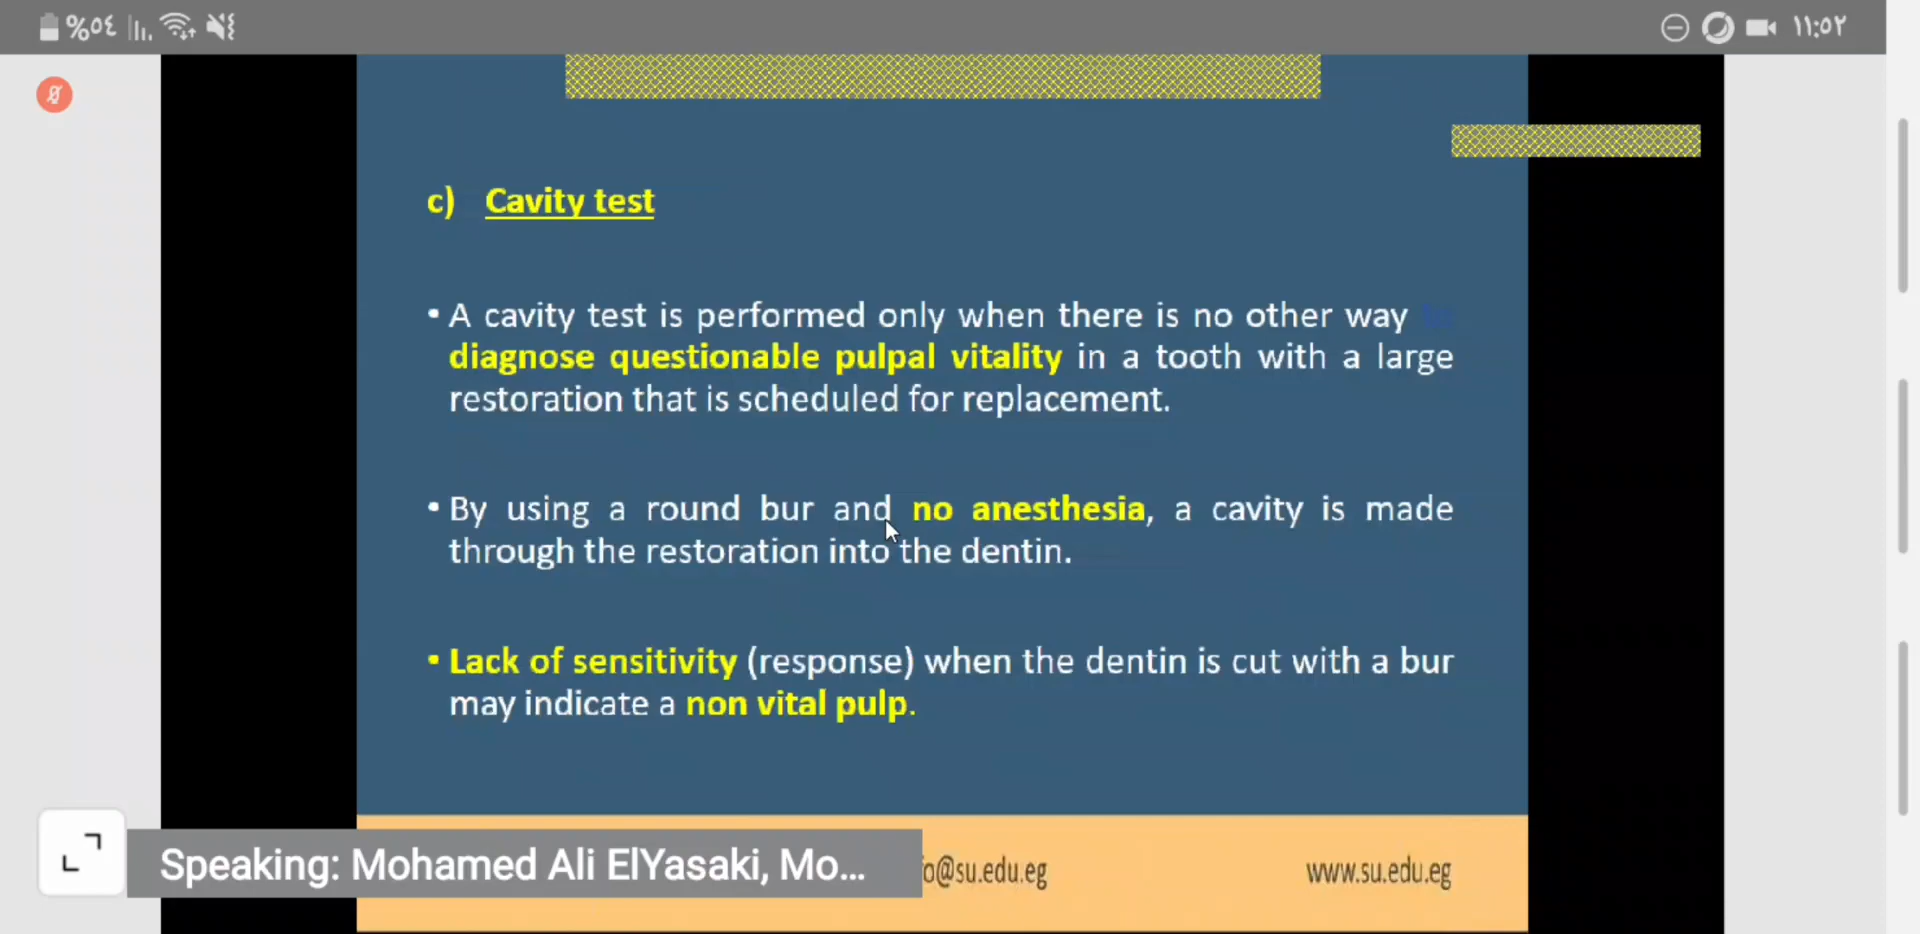 %٥٤
١١:٥٢
c) Cavity test
• A cavity test is performed only when there is no other way to
diagnose questionable pulpal vitality in a tooth with a large
restoration that is scheduled for replacement.
• By using a round bur and no anesthesia, a cavity is made
through the restoration into the dentin.
• Lack of sensitivity (response) when the dentin is cut with a bur
may indicate a non vital pulp.
Speaking: Mohamed Ali ElYasaki, Mo...
fo@su.edu.eg
www.su.edu.eg